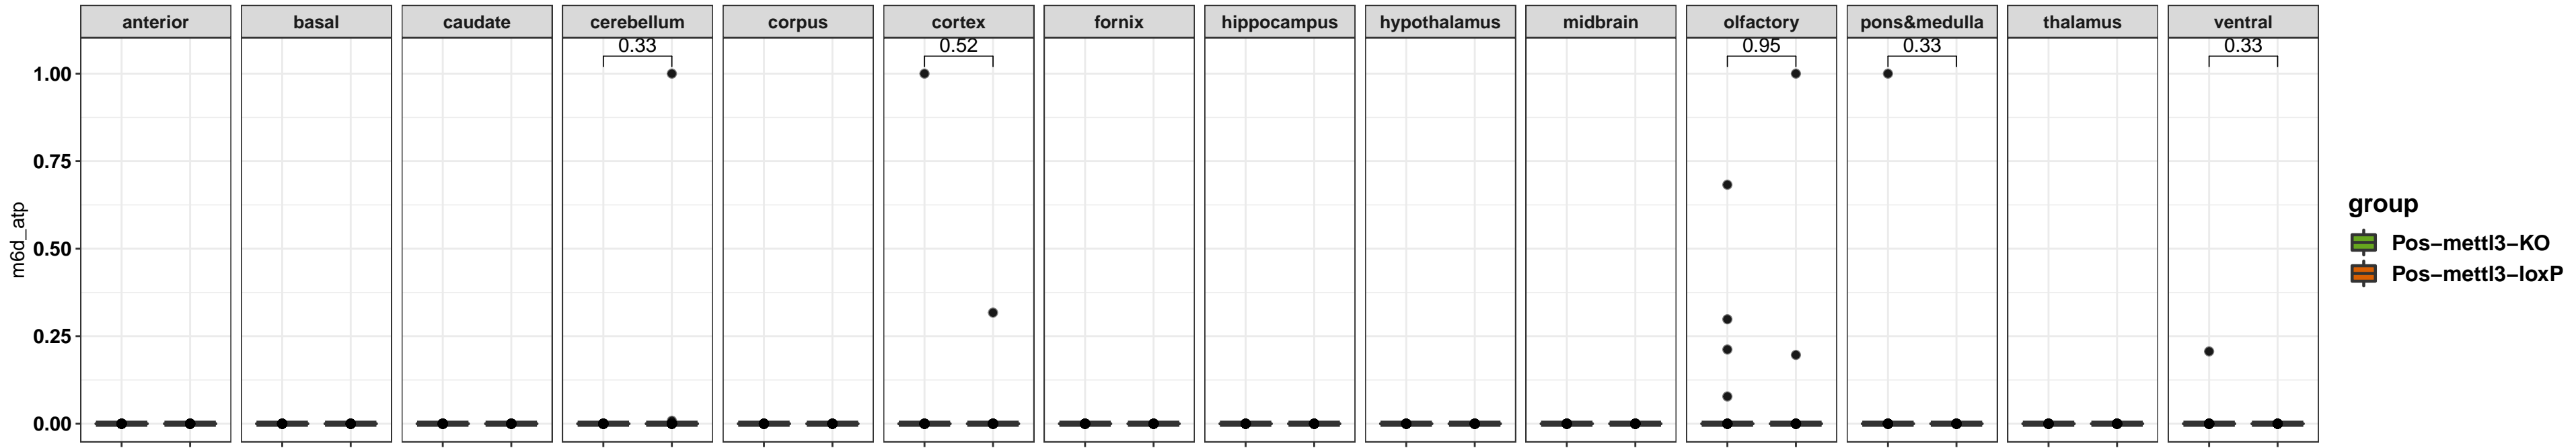 anterior basal caudate cerebellum corpus cortex fornix hippocampus hypothalamus midbrain olfactory pons&medulla thalamus ventral
0.33 0.52 0.95 0.33 0.33
1.00
0.75
0.50
0.25
0.00
m6d_atp
group
Pos−mettl3−KO
Pos−mettl3−loxP